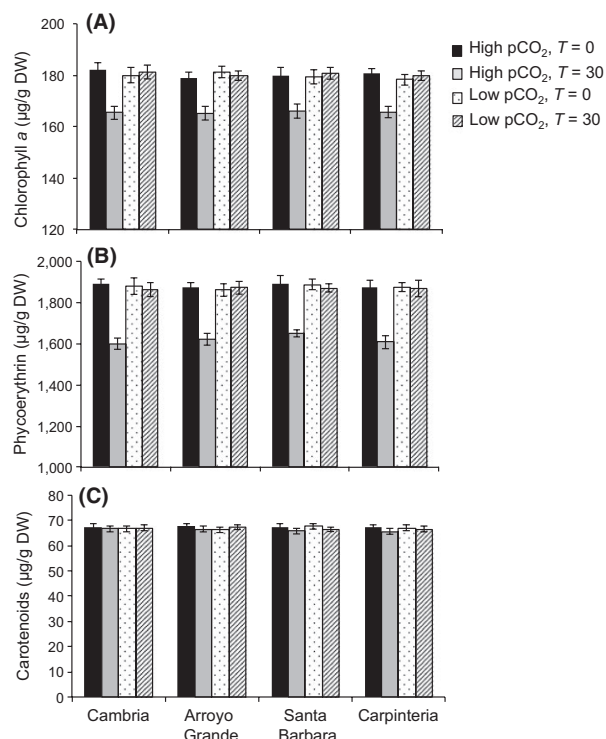 (A)
Chlorophyll a (µg/g DW)
200
180
160
140
120
High pCO₂, T = 0
High pCO₂, T = 30
Low pCO₂, T = 0
Low pCO₂, T = 30
(B)
Phycoerythrin (µg/g DW)
2,000
1,800
1,600
1,400
1,200
1,000
(C)
Carotenoids (µg/g DW)
80
70
60
50
40
30
20
10
0
Cambria
Arroyo
Grande
Santa
Barbara
Carpinteria